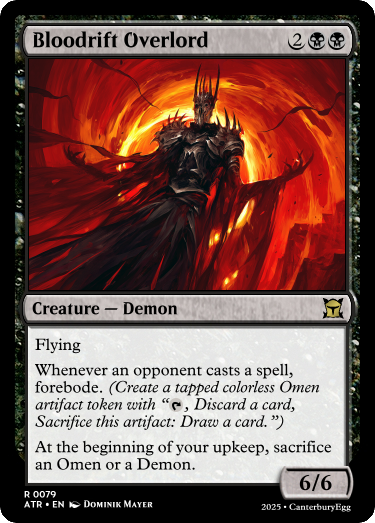 Bloodrift Overlord 2
Creature — Demon
Flying
Whenever an opponent casts a spell,
forebode. (Create a tapped colorless Omen
artifact token with “, Discard a card,
Sacrifice this artifact: Draw a card.”)
At the beginning of your upkeep, sacrifice
an Omen or a Demon.
6/6
R 0079
ATR • EN Dominik Mayer
2025 • CanterburyEgg